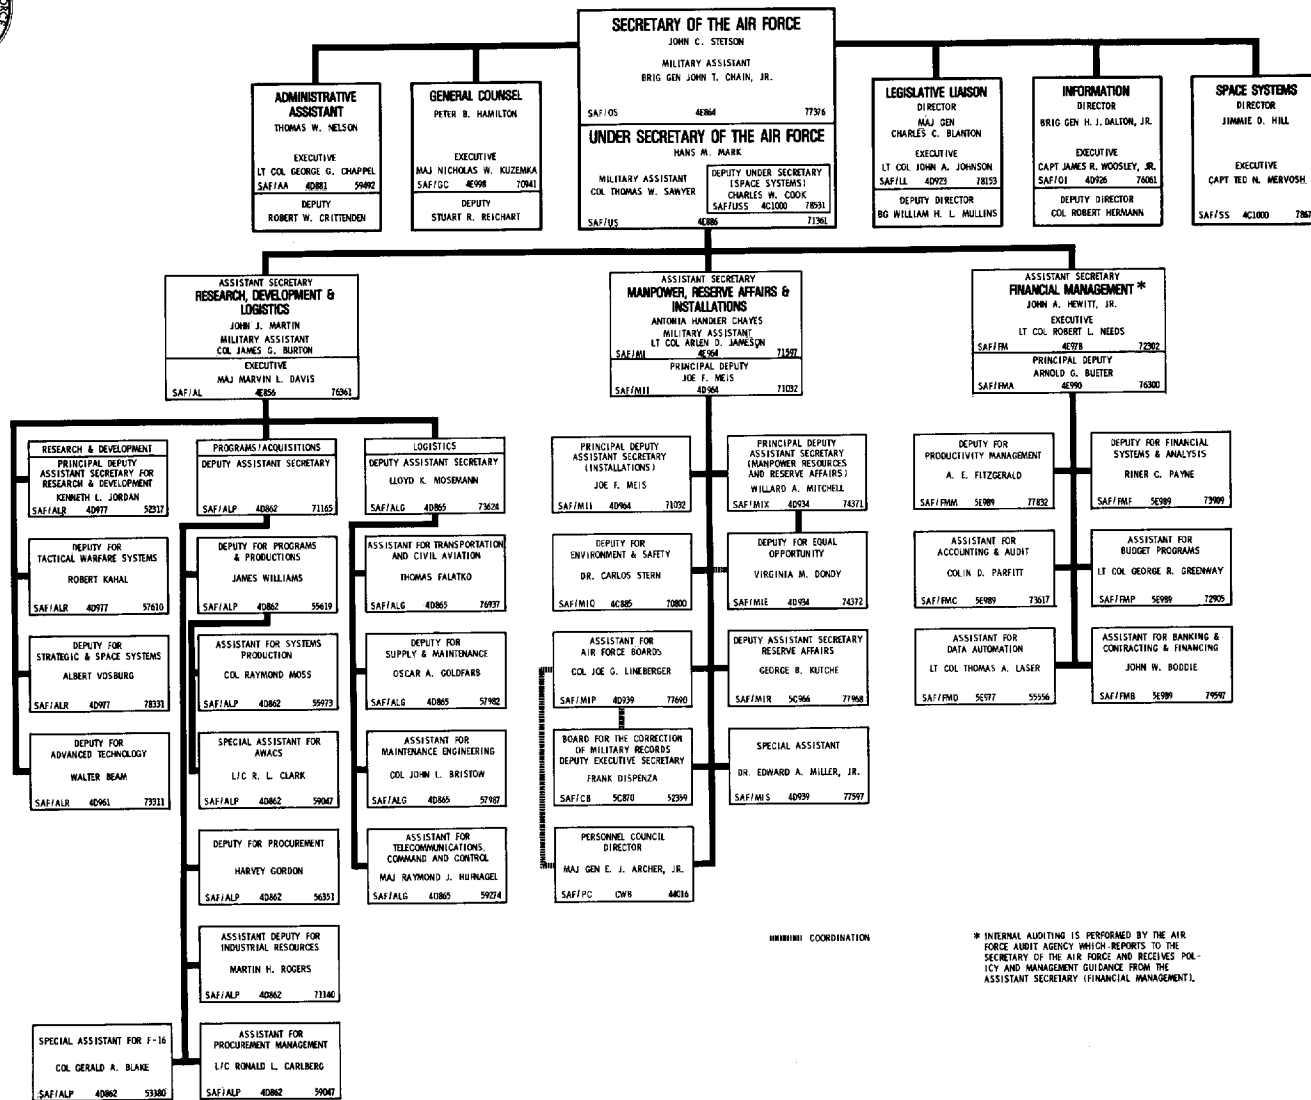 FORCE
SECRETARY OF THE AIR FORCE
JOHN C. STETSON
MILITARY ASSISTANT
BRIG GEN JOHN T. CHAIN, JR.
SAF/OS 4E864 77376
UNDER SECRETARY OF THE AIR FORCE
HANS M. MARK
MILITARY ASSISTANT
COL THOMAS W. SAWYER
DEPUTY UNDER SECRETARY
(SPACE SYSTEMS)
CHARLES W. COOK
SAF/USS 4C1000 78531
SAF/US 4E886 71361
ADMINISTRATIVE
ASSISTANT
THOMAS W. NELSON
EXECUTIVE
LT COL GEORGE G. CHAPPEL
SAF/AA 4D881 59492
DEPUTY
ROBERT W. CRITTENDEN
GENERAL COUNSEL
PETER B. HAMILTON
EXECUTIVE
MAJ NICHOLAS W. KUZEMKA
SAF/GC 4E998 70941
DEPUTY
STUART R. REICHART
LEGISLATIVE LIAISON
DIRECTOR
MAJ GEN
CHARLES C. BLANTON
EXECUTIVE
LT COL JOHN A. JOHNSON
SAF/LL 4D923 78153
DEPUTY DIRECTOR
BG WILLIAM H. L. MULLINS
INFORMATION
DIRECTOR
BRIG GEN H. J. DALTON, JR.
EXECUTIVE
CAPT JAMES R. WOOSLEY, JR.
SAF/OI 4D926 76061
DEPUTY DIRECTOR
COL ROBERT HERMANN
SPACE SYSTEMS
DIRECTOR
JIMMIE D. HILL
EXECUTIVE
CAPT TED N. MERVOSH
SAF/SS 4C1000 7867
ASSISTANT SECRETARY
RESEARCH, DEVELOPMENT &
LOGISTICS
JOHN J. MARTIN
MILITARY ASSISTANT
COL JAMES G. BURTON
EXECUTIVE
MAJ MARVIN L. DAVIS
SAF/AL 4E856 76361
ASSISTANT SECRETARY
MANPOWER, RESERVE AFFAIRS &
INSTALLATIONS
ANTONIA HANDLER CHAYES
MILITARY ASSISTANT
LT COL ARLEN D. JAMESON
SAF/MI 4E964 71597
PRINCIPAL DEPUTY
JOE F. MEIS
SAF/MII 4D964 71032
ASSISTANT SECRETARY
FINANCIAL MANAGEMENT *
JOHN A. HEWITT, JR.
EXECUTIVE
LT COL ROBERT L. NEEDS
SAF/FM 4E978 72302
PRINCIPAL DEPUTY
ARNOLD G. BUETER
SAF/FMA 4E990 76300
RESEARCH & DEVELOPMENT
PRINCIPAL DEPUTY
ASSISTANT SECRETARY FOR
RESEARCH & DEVELOPMENT
KENNETH L. JORDAN
SAF/ALR 4D977 52317
DEPUTY FOR
TACTICAL WARFARE SYSTEMS
ROBERT KAHAL
SAF/ALR 4D977 57610
DEPUTY FOR
STRATEGIC & SPACE SYSTEMS
ALBERT VOSBURG
SAF/ALR 4D977 78331
DEPUTY FOR
ADVANCED TECHNOLOGY
WALTER BEAM
SAF/ALR 4D961 73311
PROGRAMS/ACQUISITIONS
DEPUTY ASSISTANT SECRETARY
SAF/ALP 4D862 71165
DEPUTY FOR PROGRAMS
& PRODUCTIONS
JAMES WILLIAMS
SAF/ALP 4D862 55619
ASSISTANT FOR SYSTEMS
PRODUCTION
COL RAYMOND MOSS
SAF/ALP 4D862 55973
SPECIAL ASSISTANT FOR
AWACS
L/C R. L. CLARK
SAF/ALP 4D862 59047
DEPUTY FOR PROCUREMENT
HARVEY GORDON
SAF/ALP 4D862 56351
ASSISTANT DEPUTY FOR
INDUSTRIAL RESOURCES
MARTIN H. ROGERS
SAF/ALP 4D862 71140
SPECIAL ASSISTANT FOR F-16
COL GERALD A. BLAKE
SAF/ALP 4D862 53380
ASSISTANT FOR
PROCUREMENT MANAGEMENT
L/C RONALD L. CARLBERG
SAF/ALP 4D862 59047
LOGISTICS
DEPUTY ASSISTANT SECRETARY
LLOYD K. MOSEMANN
SAF/ALG 4D865 73624
ASSISTANT FOR TRANSPORTATION
AND CIVIL AVIATION
THOMAS FALATKO
SAF/ALG 4D865 76937
DEPUTY FOR
SUPPLY & MAINTENANCE
OSCAR A. GOLDFARB
SAF/ALG 4D865 57982
ASSISTANT FOR
MAINTENANCE ENGINEERING
COL JOHN L. BRISTOW
SAF/ALG 4D865 57987
ASSISTANT FOR
TELECOMMUNICATIONS,
COMMAND AND CONTROL
MAJ RAYMOND J. HUFNAGEL
SAF/ALG 4D865 59274
PRINCIPAL DEPUTY
ASSISTANT SECRETARY
(INSTALLATIONS)
JOE F. MEIS
SAF/MII 4D964 71032
PRINCIPAL DEPUTY
ASSISTANT SECRETARY
(MANPOWER RESOURCES
AND RESERVE AFFAIRS)
WILLARD A. MITCHELL
SAF/MIX 4D934 74371
DEPUTY FOR
ENVIRONMENT & SAFETY
DR. CARLOS STERN
SAF/MIQ 4C885 70800
DEPUTY FOR EQUAL
OPPORTUNITY
VIRGINIA M. DONDY
SAF/MIE 4D934 74372
ASSISTANT FOR
AIR FORCE BOARDS
COL JOE G. LINEBERGER
SAF/MIP 4D939 77690
DEPUTY ASSISTANT SECRETARY
RESERVE AFFAIRS
GEORGE B. KUTCHE
SAF/MIR 5C966 77968
BOARD FOR THE CORRECTION
OF MILITARY RECORDS
DEPUTY EXECUTIVE SECRETARY
FRANK DISPENZA
SAF/CB 5C870 52359
SPECIAL ASSISTANT
DR. EDWARD A. MILLER, JR.
SAF/MIS 4D939 77597
PERSONNEL COUNCIL
DIRECTOR
MAJ GEN E. J. ARCHER, JR.
SAF/PC CWB 44016
DEPUTY FOR
PRODUCTIVITY MANAGEMENT
A. E. FITZGERALD
SAF/FMM 5E989 77832
DEPUTY FOR FINANCIAL
SYSTEMS & ANALYSIS
RINER C. PAYNE
SAF/FMF 5E989 73909
ASSISTANT FOR
ACCOUNTING & AUDIT
COLIN D. PARFITT
SAF/FMC 5E989 73617
ASSISTANT FOR
BUDGET PROGRAMS
LT COL GEORGE R. GREENWAY
SAF/FMP 5E989 72905
ASSISTANT FOR
DATA AUTOMATION
LT COL THOMAS A. LASER
SAF/FMD 5E977 55556
ASSISTANT FOR BANKING &
CONTRACTING & FINANCING
JOHN W. BODDIE
SAF/FMB 5E989 79597
COORDINATION
* INTERNAL AUDITING IS PERFORMED BY THE AIR
FORCE AUDIT AGENCY WHICH REPORTS TO THE
SECRETARY OF THE AIR FORCE AND RECEIVES POL-
ICY AND MANAGEMENT GUIDANCE FROM THE
ASSISTANT SECRETARY (FINANCIAL MANAGEMENT).